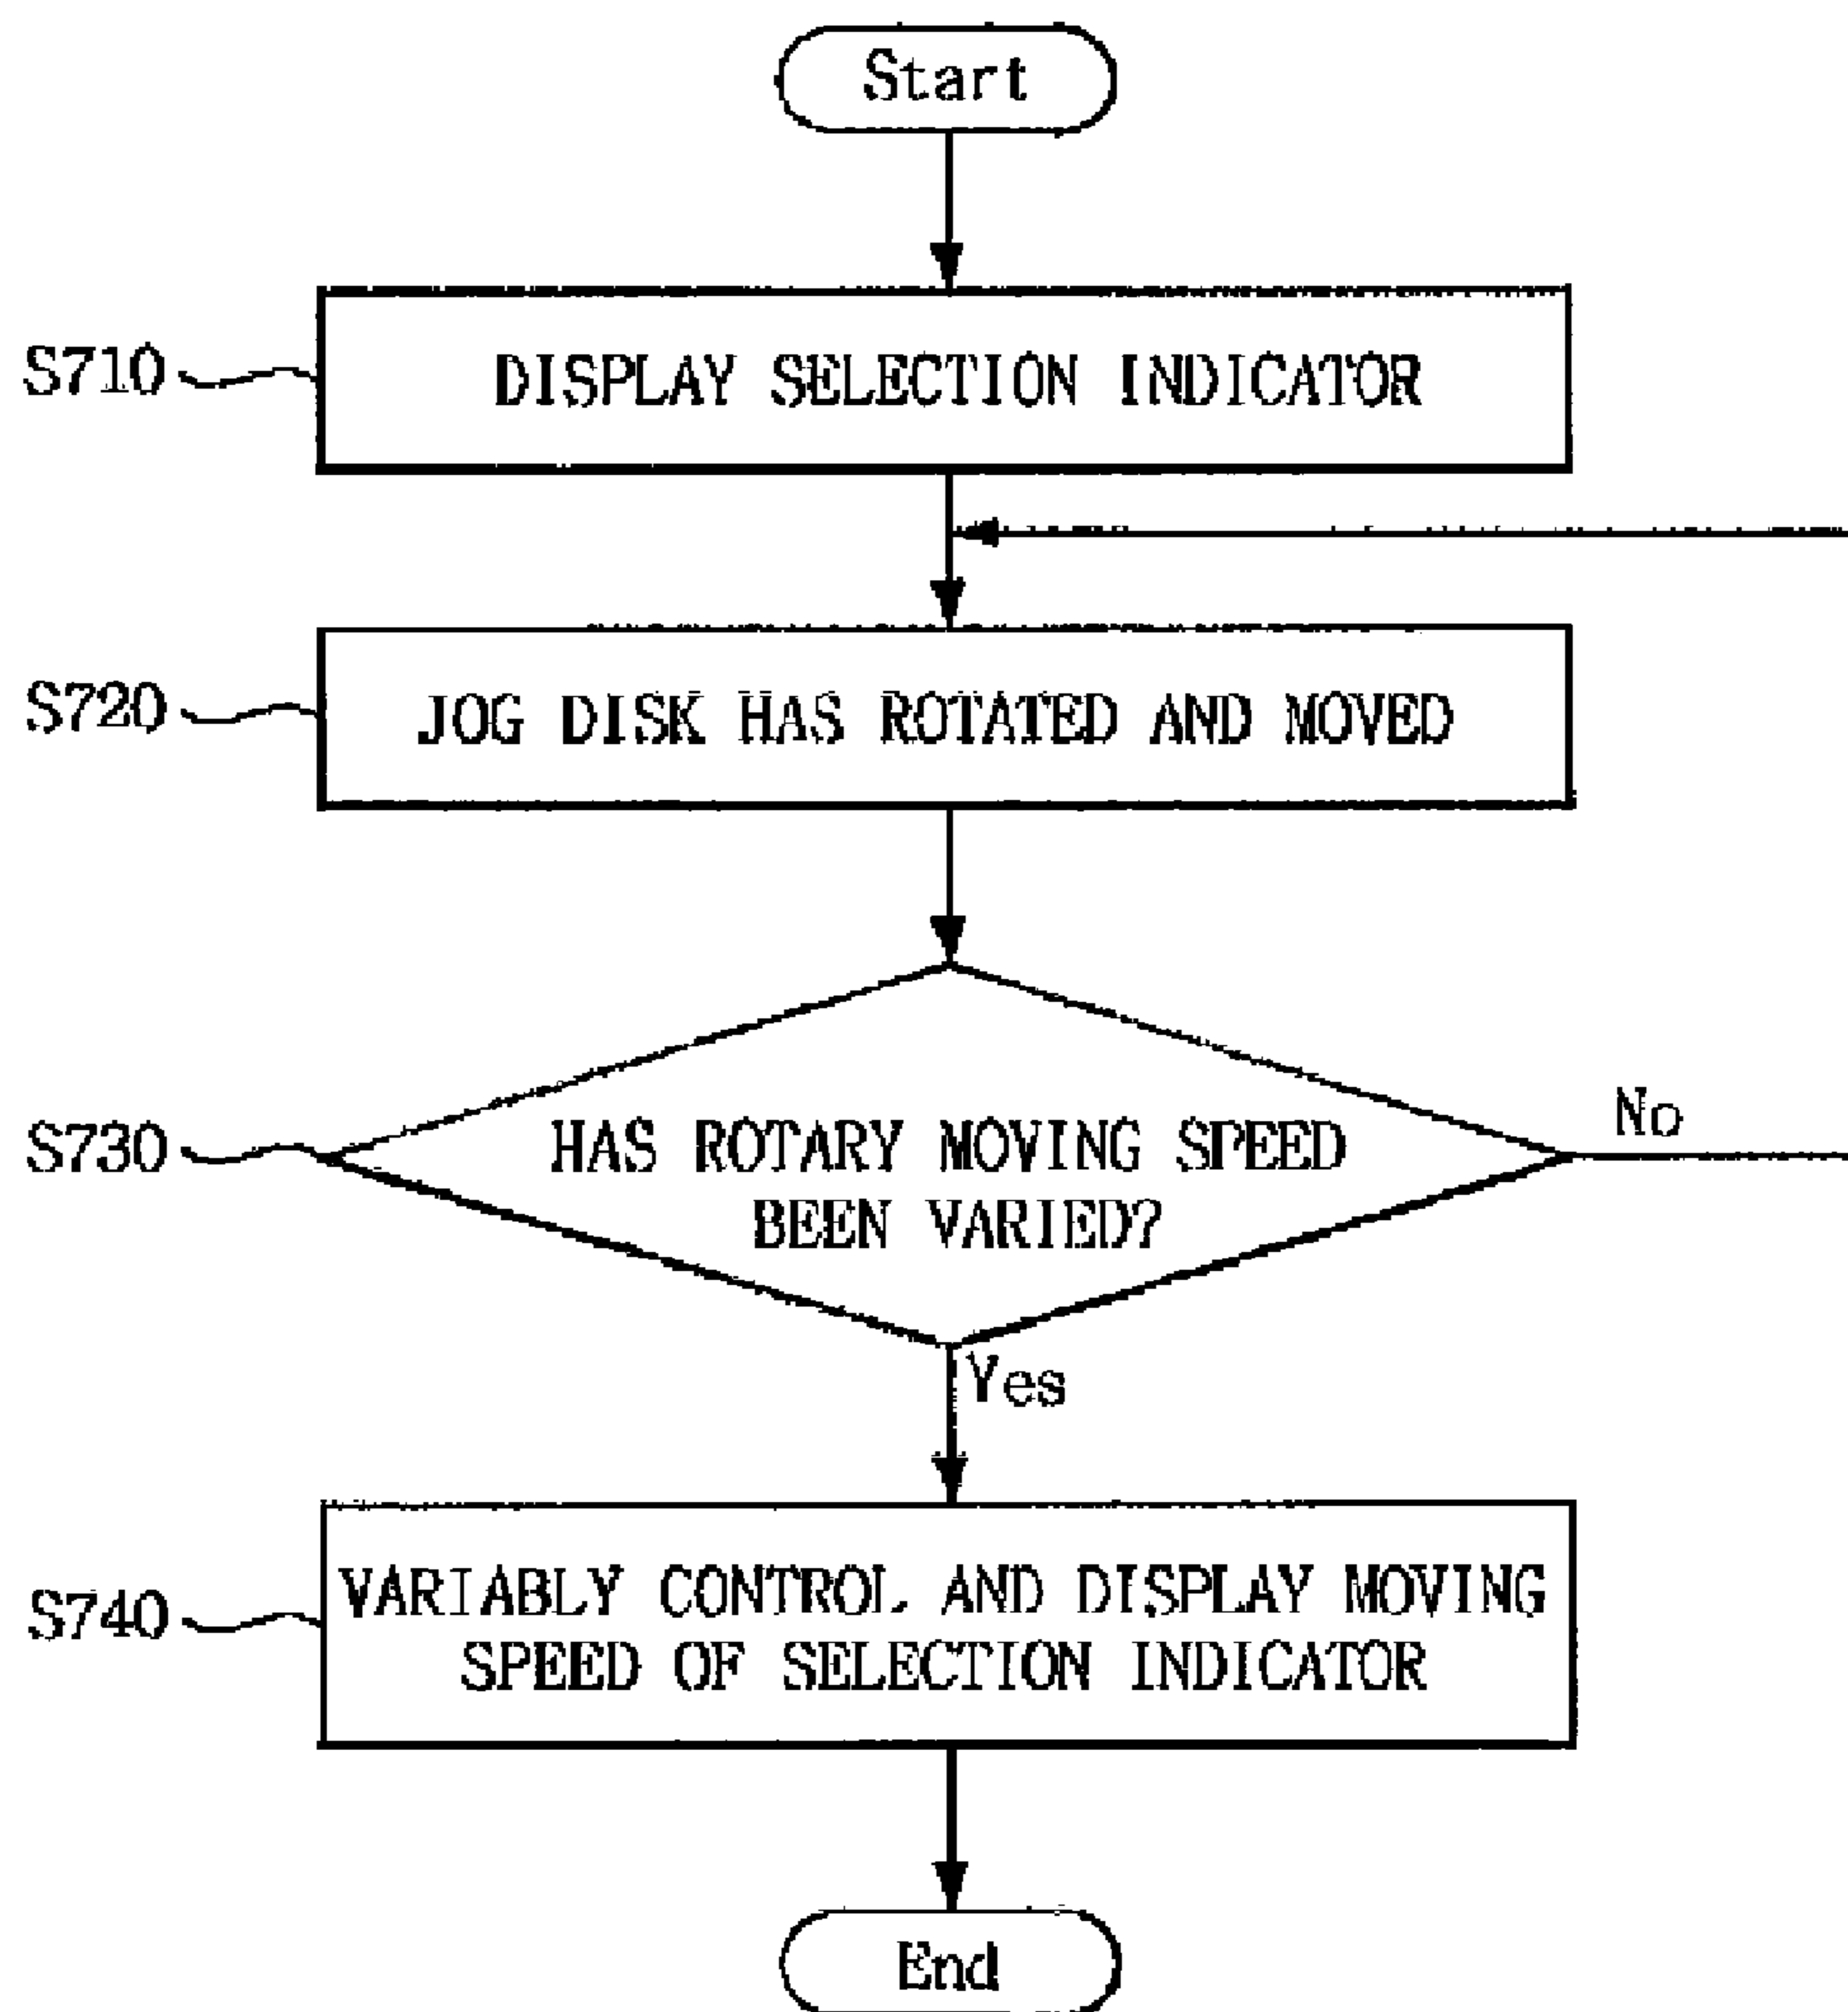 Start
S710
DISPLAY SELECTION INDICATOR
S720
JOG DISK HAS ROTATED AND MOVED
S730
HAS ROTARY MOVING SPEED
BEEN VARIED?
No
Yes
S740
VARIABLY CONTROL AND DISPLAY MOVING
SPEED OF SELECTION INDICATOR
End